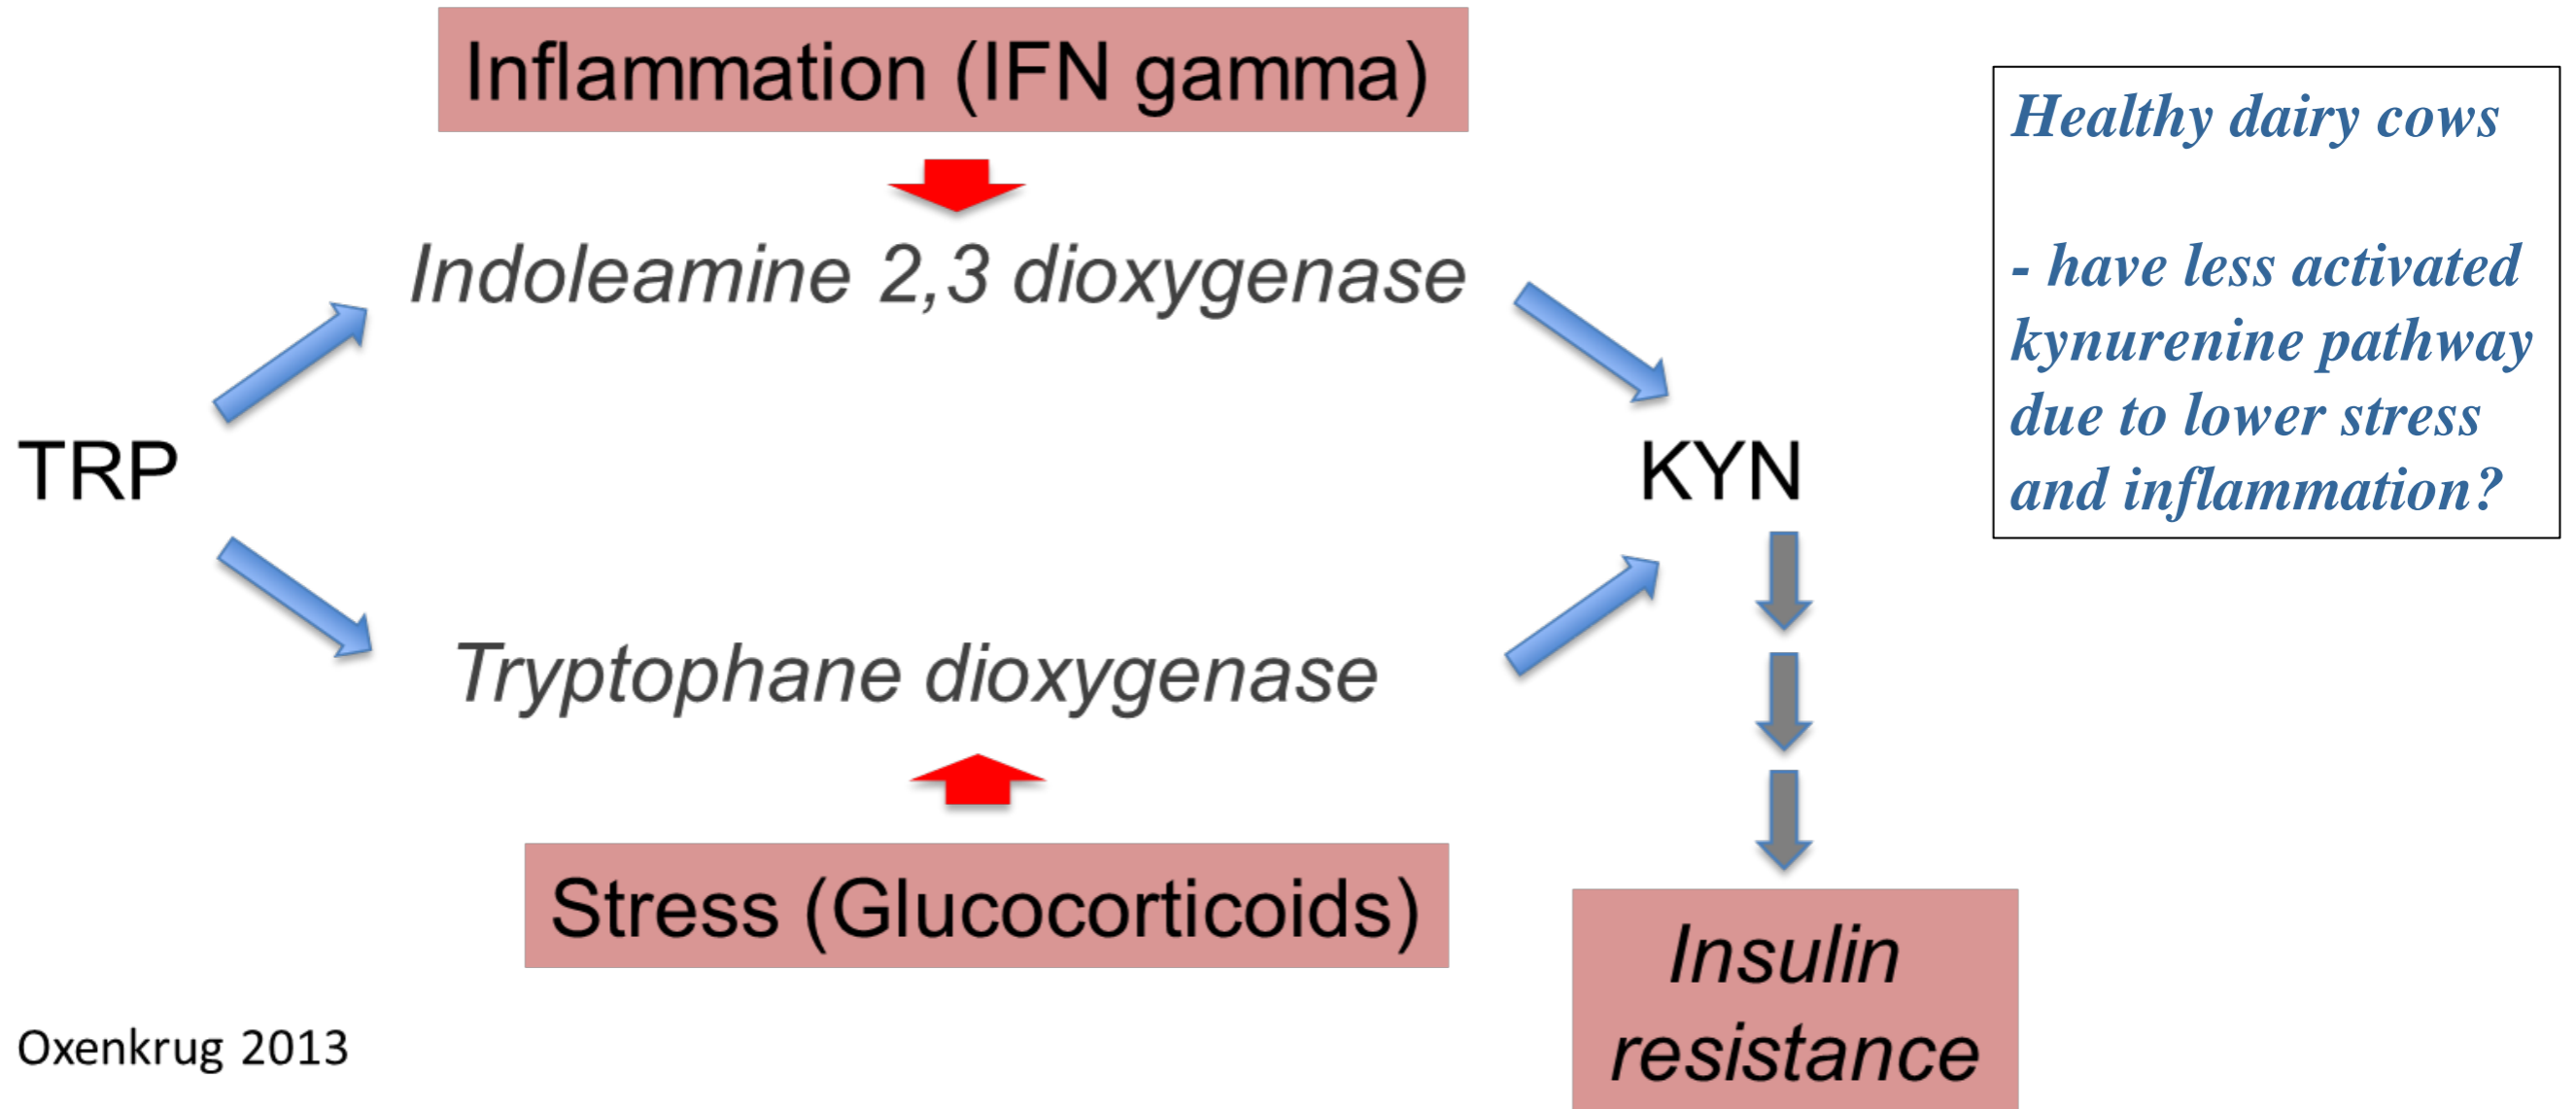 Inflammation (IFN gamma)
Indoleamine 2,3 dioxygenase
TRP
KYN
Tryptophane dioxygenase
Stress (Glucocorticoids)
Insulin
resistance
Oxenkrug 2013
Healthy dairy cows
- have less activated
kynurenine pathway
due to lower stress
and inflammation?